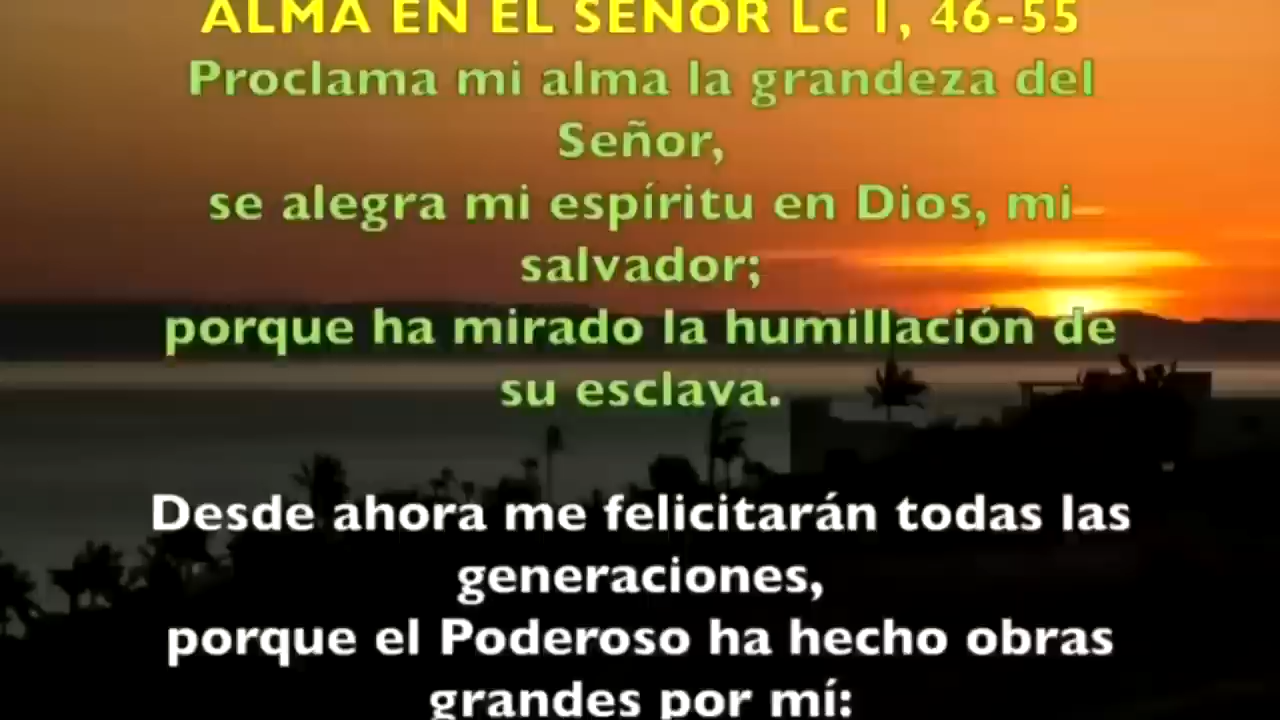 ALMA EN EL SEÑOR Lc 1, 46-55
Proclama mi alma la grandeza del
Señor,
se alegra mi espíritu en Dios, mi
salvador;
porque ha mirado la humillación de
su esclava.
Desde ahora me felicitarán todas las
generaciones,
porque el Poderoso ha hecho obras
grandes por mí: